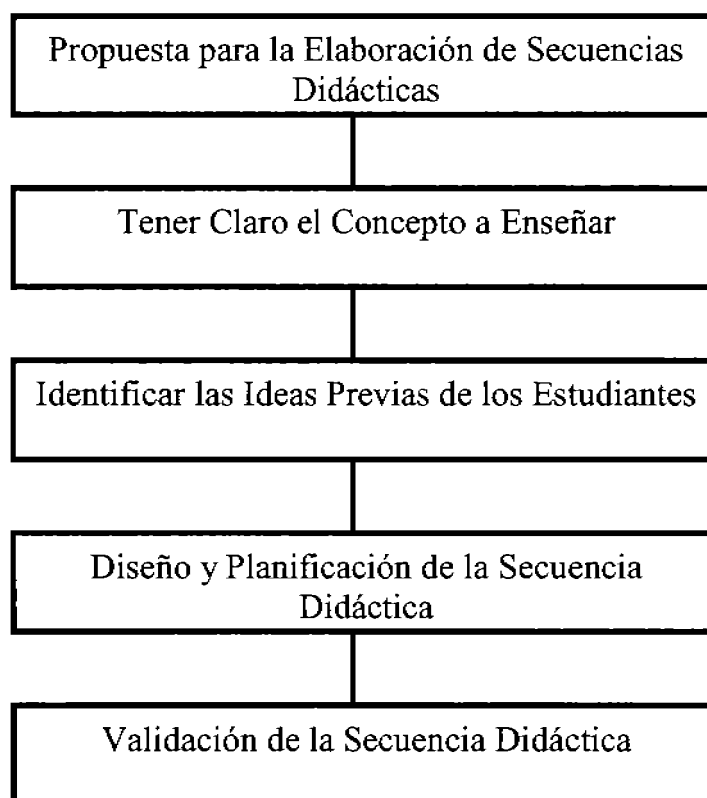 Propuesta para la Elaboración de Secuencias
Didácticas
Tener Claro el Concepto a Enseñar
Identificar las Ideas Previas de los Estudiantes
Diseño y Planificación de la Secuencia
Didáctica
Validación de la Secuencia Didáctica